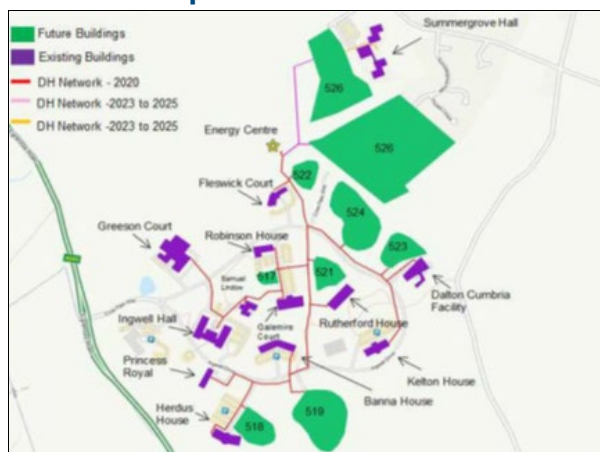 Future Buildings
Existing Buildings
DH Network - 2020
DH Network -2023 to 2025
DH Network -2023 to 2025
Summergrove Hall
526
Energy Centre
526
522
Fleswick Court
524
Greeson Court
Robinson House
523
517
521
Samuel
Lindow
Dalton Cumbria
Facility
Ingwell Hall
Galemire
Court
Rutherford House
Princess
Royal
Kelton House
Banna House
Herdus
House
518
519